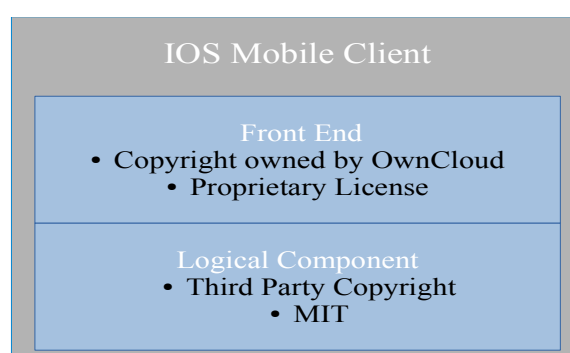 IOS Mobile Client
Front End
• Copyright owned by OwnCloud
• Proprietary License
Logical Component
• Third Party Copyright
• MIT